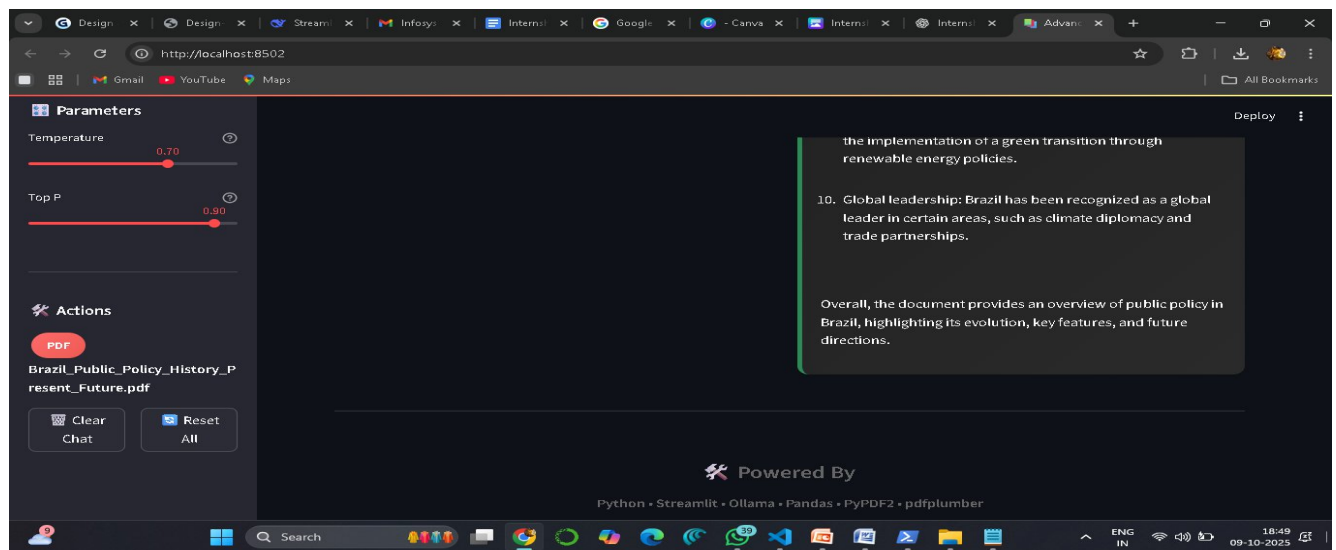 Design
Design
Streaml
Infosys
Interns
Google
- Canva
Interns
Interns
Advanc
http://localhost:8502
Gmail
YouTube
Maps
All Bookmarks
Parameters
Temperature
0.70
Top P
0.90
Actions
PDF
Brazil_Public_Policy_History_P
resent_Future.pdf
Clear
Chat
Reset
All
Deploy
the implementation of a green transition through
renewable energy policies.
10. Global leadership: Brazil has been recognized as a global
leader in certain areas, such as climate diplomacy and
trade partnerships.
Overall, the document provides an overview of public policy in
Brazil, highlighting its evolution, key features, and future
directions.
Powered By
Python • Streamlit • Ollama • Pandas • PyPDF2 • pdfplumber
9
Search
39
ENG
IN
18:49
09-10-2025